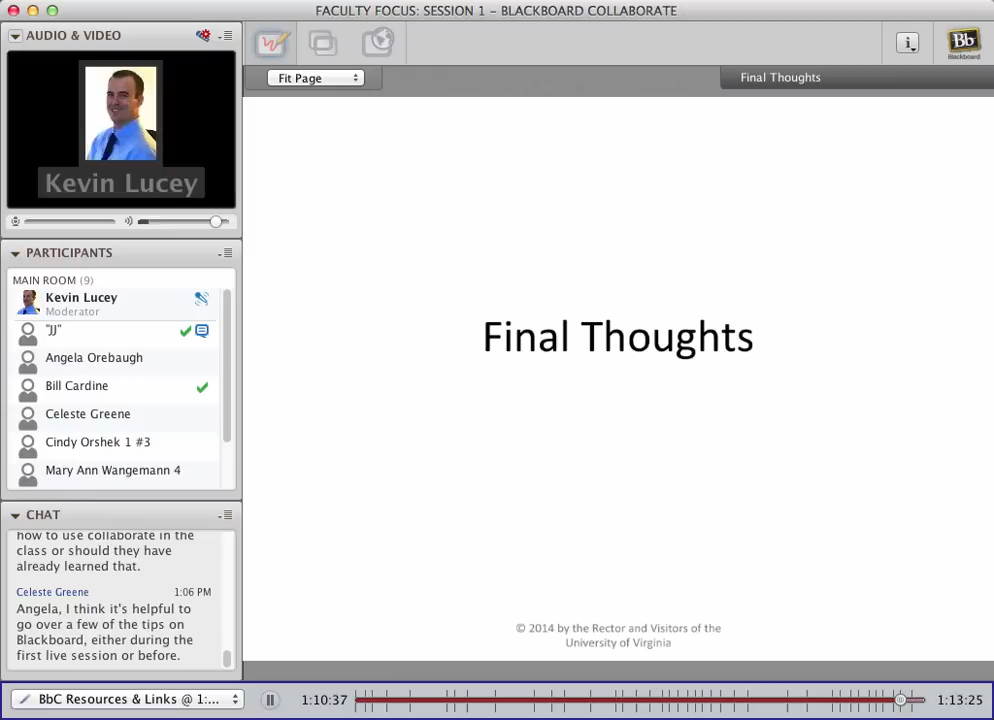 FACULTY FOCUS: SESSION 1 – BLACKBOARD COLLABORATE
AUDIO & VIDEO
Kevin Lucey
PARTICIPANTS
MAIN ROOM (9)
Kevin Lucey
Moderator
"JJ"
Angela Orebaugh
Bill Cardine
Celeste Greene
Cindy Orshek 1 #3
Mary Ann Wangemann 4
CHAT
how to use collaborate in the
class or should they have
already learned that.
Celeste Greene 1:06 PM
Angela, I think it's helpful to
go over a few of the tips on
Blackboard, either during the
first live session or before.
Fit Page
i
Bb
Blackboard
Final Thoughts
Final Thoughts
© 2014 by the Rector and Visitors of the
University of Virginia
BbC Resources & Links @ 1:...
1:10:37
1:13:25